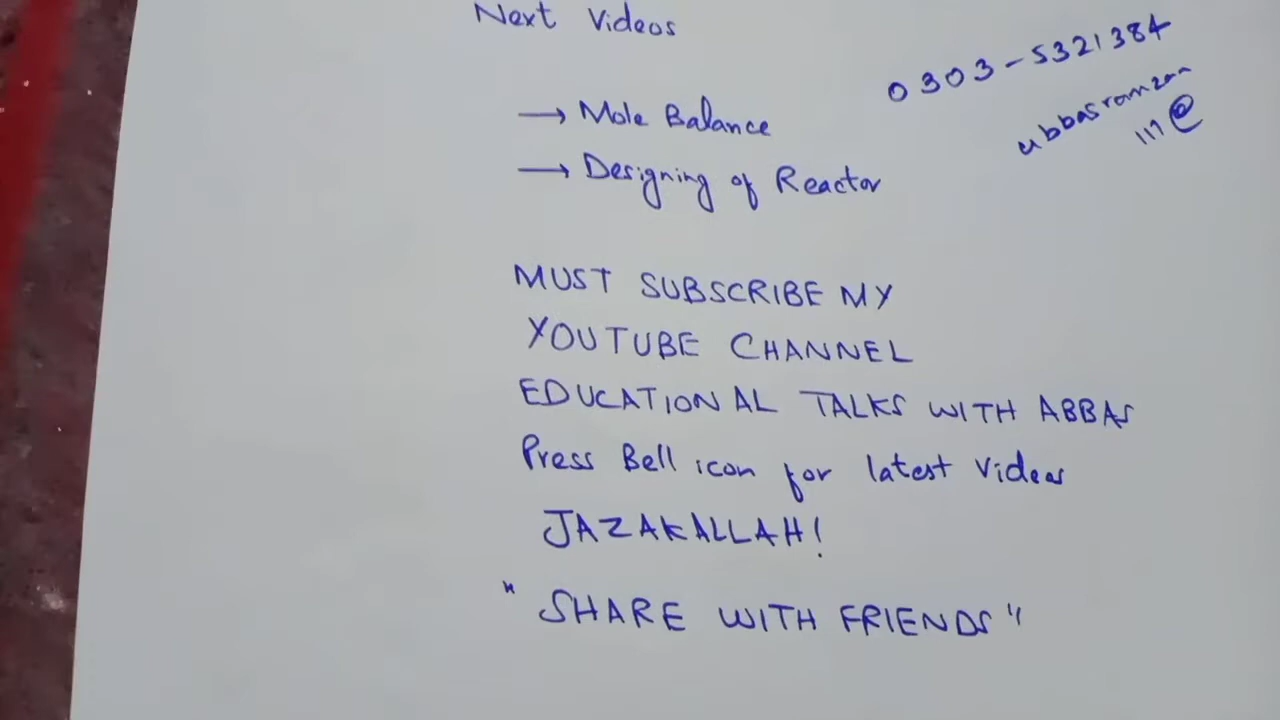 Next Videos
0303-5321384
abbasramzan
111@
→ Mole Balance
→ Designing of Reactor
MUST SUBSCRIBE MY
YOUTUBE CHANNEL
EDUCATIONAL TALKS WITH ABBAS
Press Bell icon for latest Videos
JAZAKALLAH!
"SHARE WITH FRIENDS"